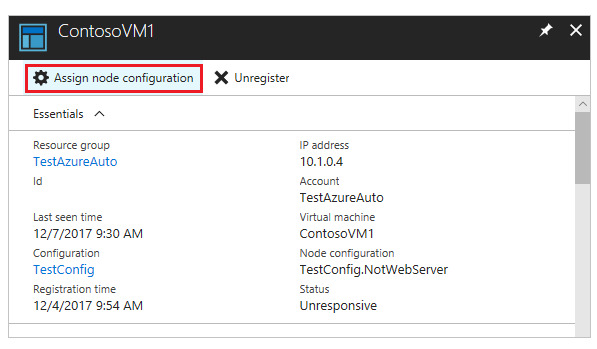 ContosoVM1
Assign node configuration Unregister
Essentials
Resource group IP address
TestAzureAuto 10.1.0.4
Id Account
TestAzureAuto
Last seen time Virtual machine
12/7/2017 9:30 AM ContosoVM1
Configuration Node configuration
TestConfig TestConfig.NotWebServer
Registration time Status
12/4/2017 9:54 AM Unresponsive